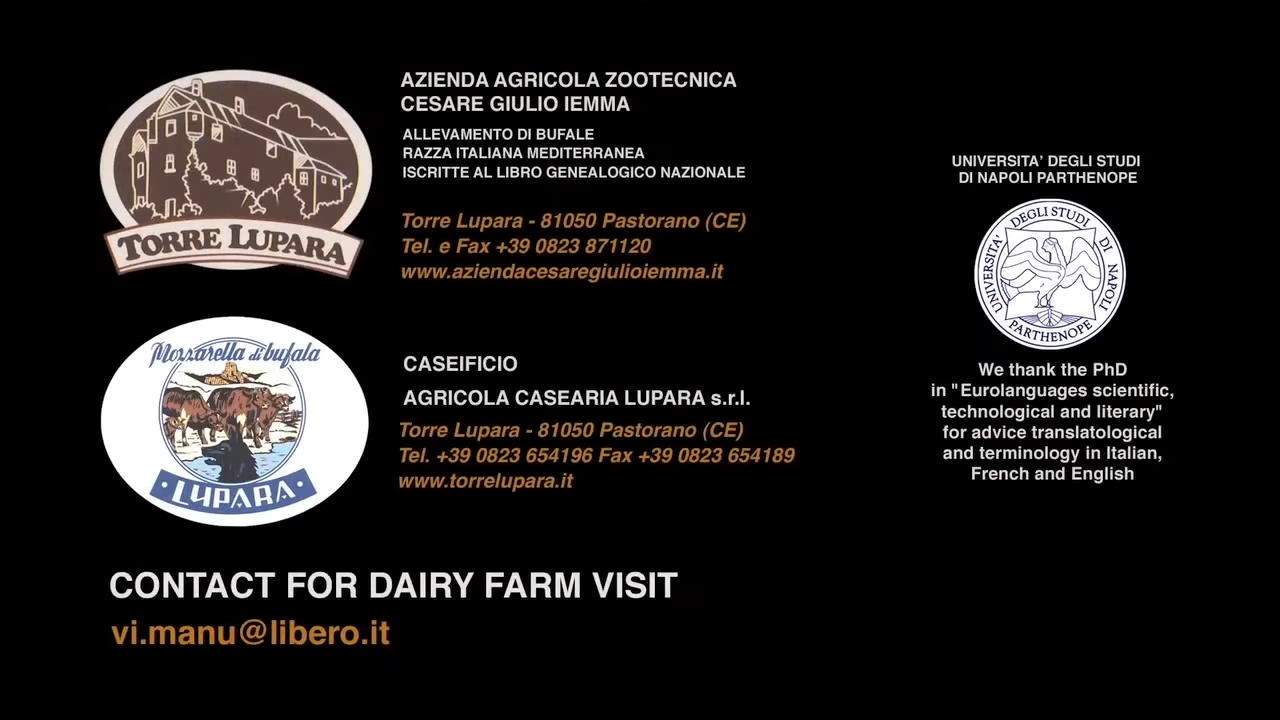 TORRE LUPARA
AZIENDA AGRICOLA ZOOTECNICA
CESARE GIULIO IEMMA
ALLEVAMENTO DI BUFALE
RAZZA ITALIANA MEDITERRANEA
ISCRITTE AL LIBRO GENEALOGICO NAZIONALE
Torre Lupara - 81050 Pastorano (CE)
Tel. e Fax +39 0823 871120
www.aziendacesaregiulioiemma.it
Mozzarella di bufala
LUPARA
CASEIFICIO
AGRICOLA CASEARIA LUPARA s.r.l.
Torre Lupara - 81050 Pastorano (CE)
Tel. +39 0823 654196 Fax +39 0823 654189
www.torrelupara.it
CONTACT FOR DAIRY FARM VISIT
vi.manu@libero.it
UNIVERSITA' DEGLI STUDI
DI NAPOLI PARTHENOPE
UNIVERSITA' DEGLI STUDI DI NAPOLI
PARTHENOPE
We thank the PhD
in "Eurolanguages scientific,
technological and literary"
for advice translatological
and terminology in Italian,
French and English